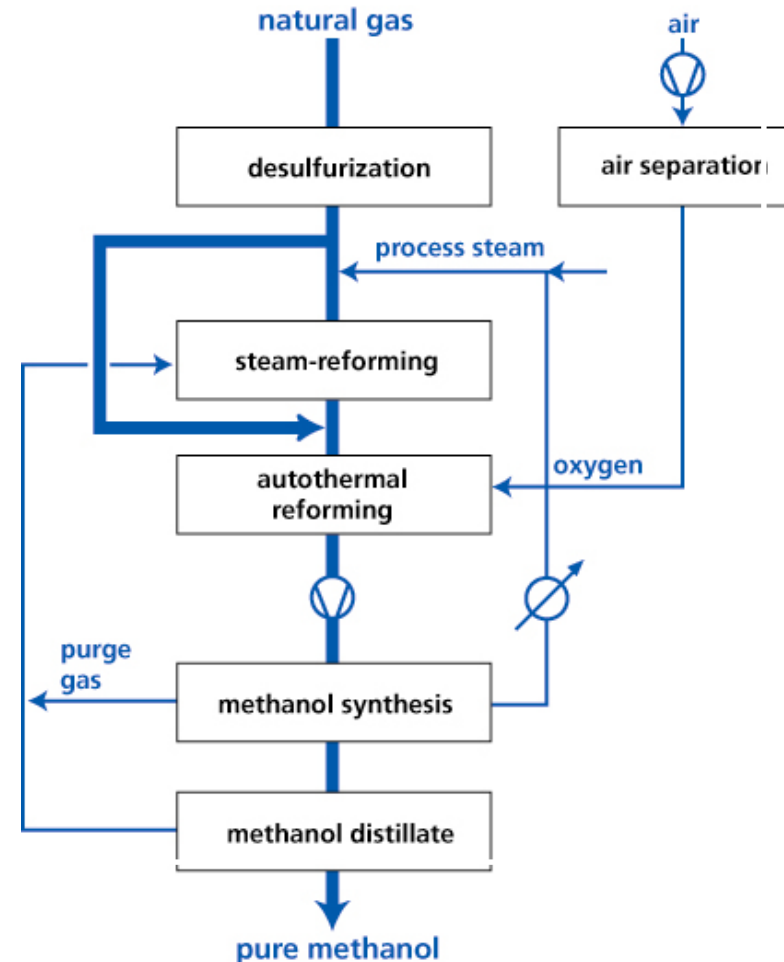 natural gas
air
desulfurization
air separation
process steam
steam-reforming
oxygen
autothermal
reforming
purge
gas
methanol synthesis
methanol distillate
pure methanol